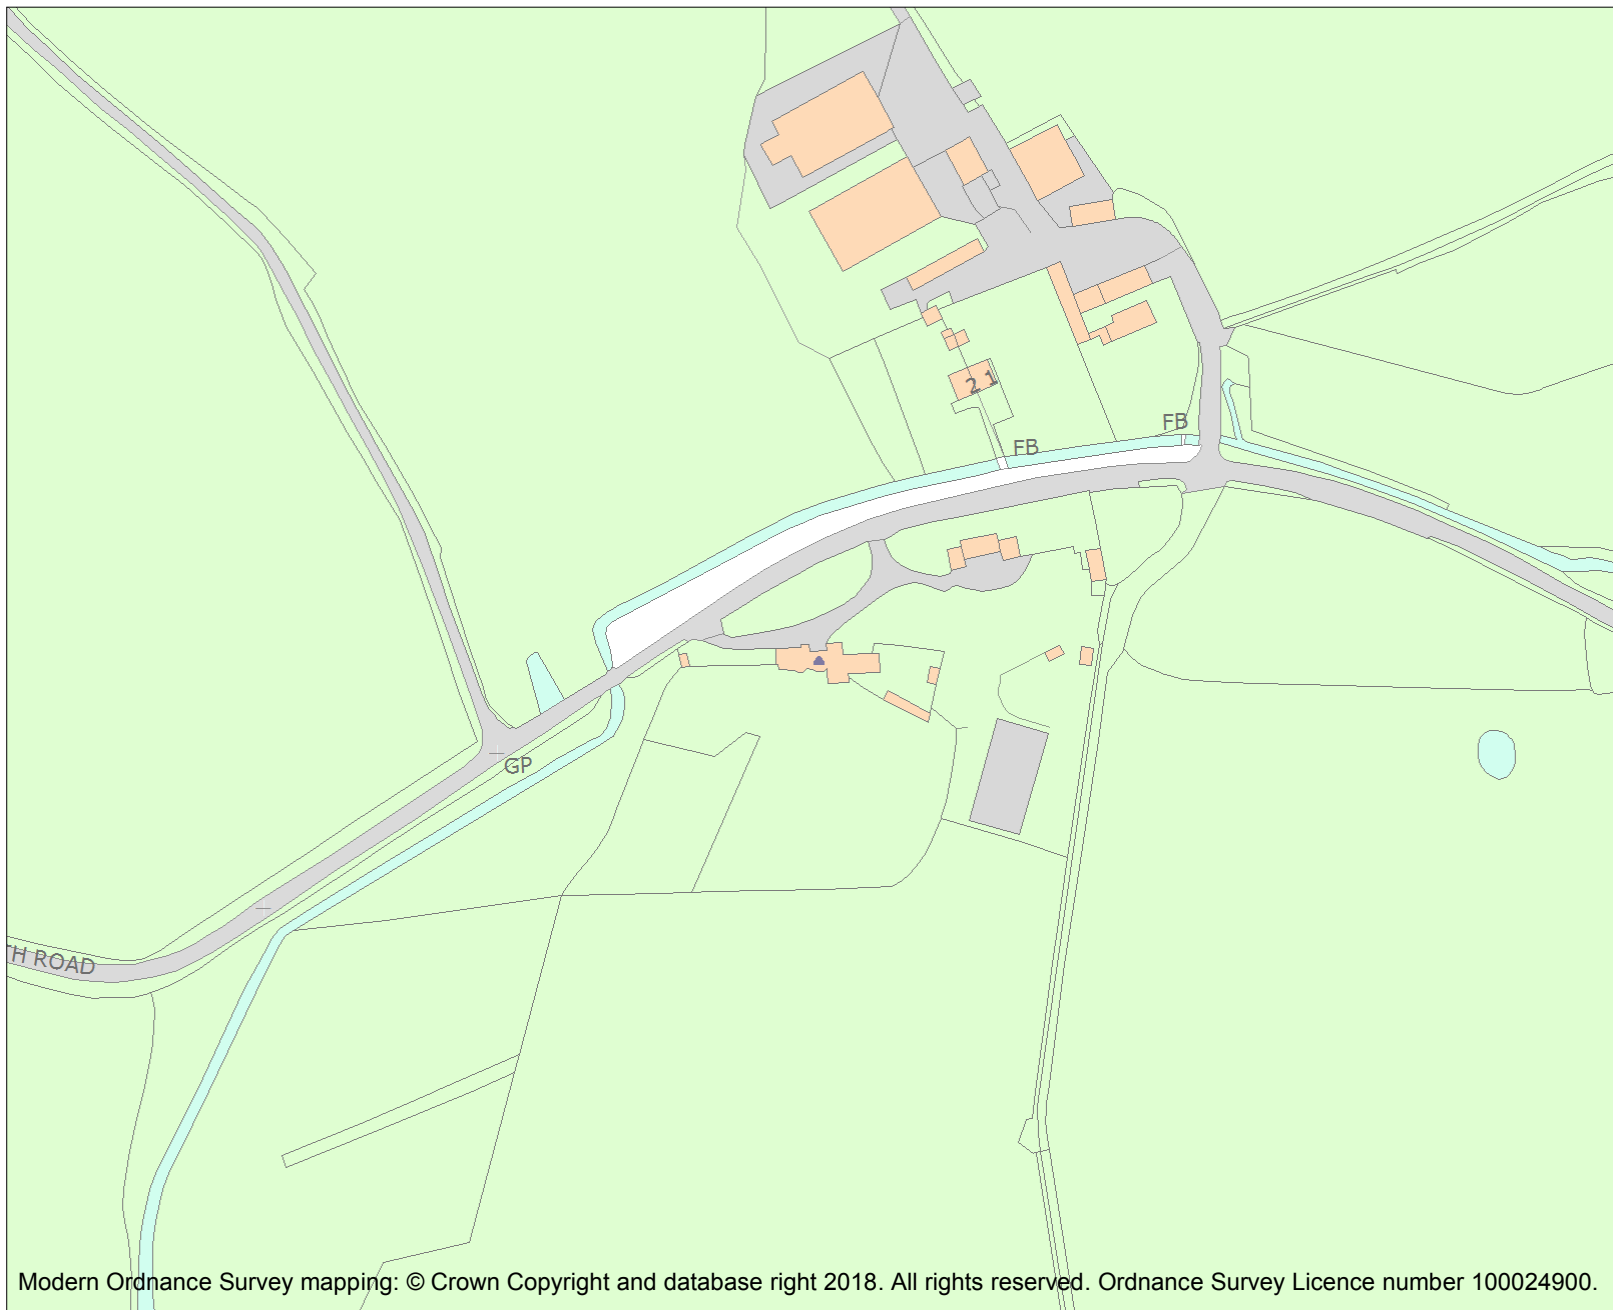 2 1
FB
FB
GP
TH ROAD
Modern Ordnance Survey mapping: © Crown Copyright and database right 2018. All rights reserved. Ordnance Survey Licence number 100024900.